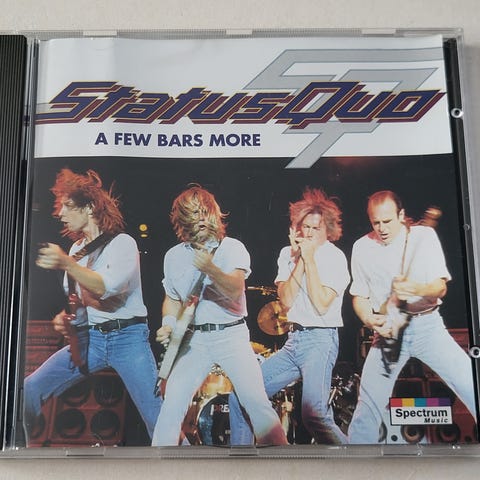 StatusQuo
A FEW BARS MORE
Spectrum
Music